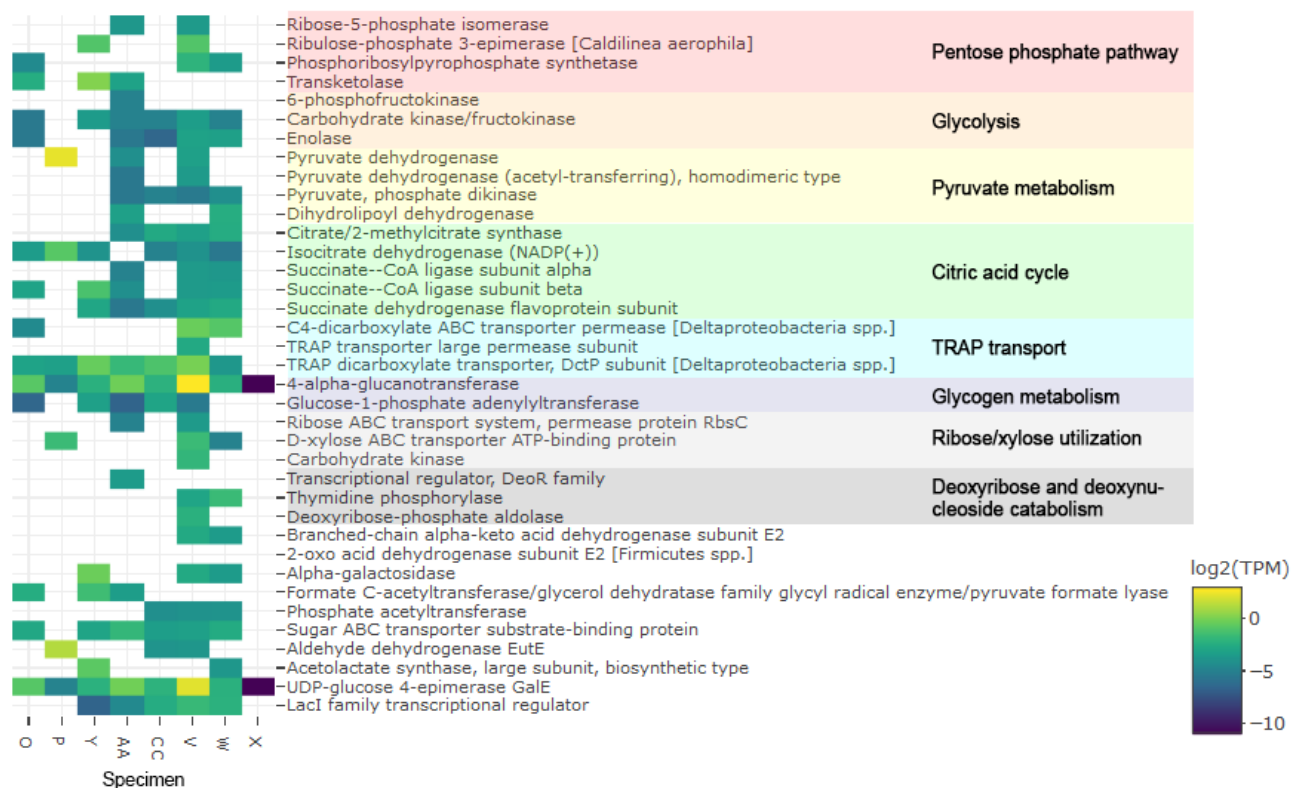 Ribose-5-phosphate isomerase
Ribulose-phosphate 3-epimerase [Caldilinea aerophila]
Phosphoribosylpyrophosphate synthetase
Transketolase
Pentose phosphate pathway
6-phosphofructokinase
Carbohydrate kinase/fructokinase
Enolase
Glycolysis
Pyruvate dehydrogenase
Pyruvate dehydrogenase (acetyl-transferring), homodimeric type
Pyruvate, phosphate dikinase
Dihydrolipoyl dehydrogenase
Pyruvate metabolism
Citrate/2-methylcitrate synthase
Isocitrate dehydrogenase (NADP(+))
Succinate--CoA ligase subunit alpha
Succinate--CoA ligase subunit beta
Succinate dehydrogenase flavoprotein subunit
Citric acid cycle
C4-dicarboxylate ABC transporter permease [Deltaproteobacteria spp.]
TRAP transporter large permease subunit
TRAP dicarboxylate transporter, DctP subunit [Deltaproteobacteria spp.]
TRAP transport
4-alpha-glucanotransferase
Glucose-1-phosphate adenylyltransferase
Glycogen metabolism
Ribose ABC transport system, permease protein RbsC
D-xylose ABC transporter ATP-binding protein
Carbohydrate kinase
Ribose/xylose utilization
Transcriptional regulator, DeoR family
Thymidine phosphorylase
Deoxyribose-phosphate aldolase
Deoxyribose and deoxynu-
cleoside catabolism
Branched-chain alpha-keto acid dehydrogenase subunit E2
2-oxo acid dehydrogenase subunit E2 [Firmicutes spp.]
Alpha-galactosidase
Formate C-acetyltransferase/glycerol dehydratase family glycyl radical enzyme/pyruvate formate lyase
Phosphate acetyltransferase
Sugar ABC transporter substrate-binding protein
Aldehyde dehydrogenase EutE
Acetolactate synthase, large subunit, biosynthetic type
UDP-glucose 4-epimerase GalE
LacI family transcriptional regulator
O P Y AA CC V W X
Specimen
log2(TPM)
0
−5
−10